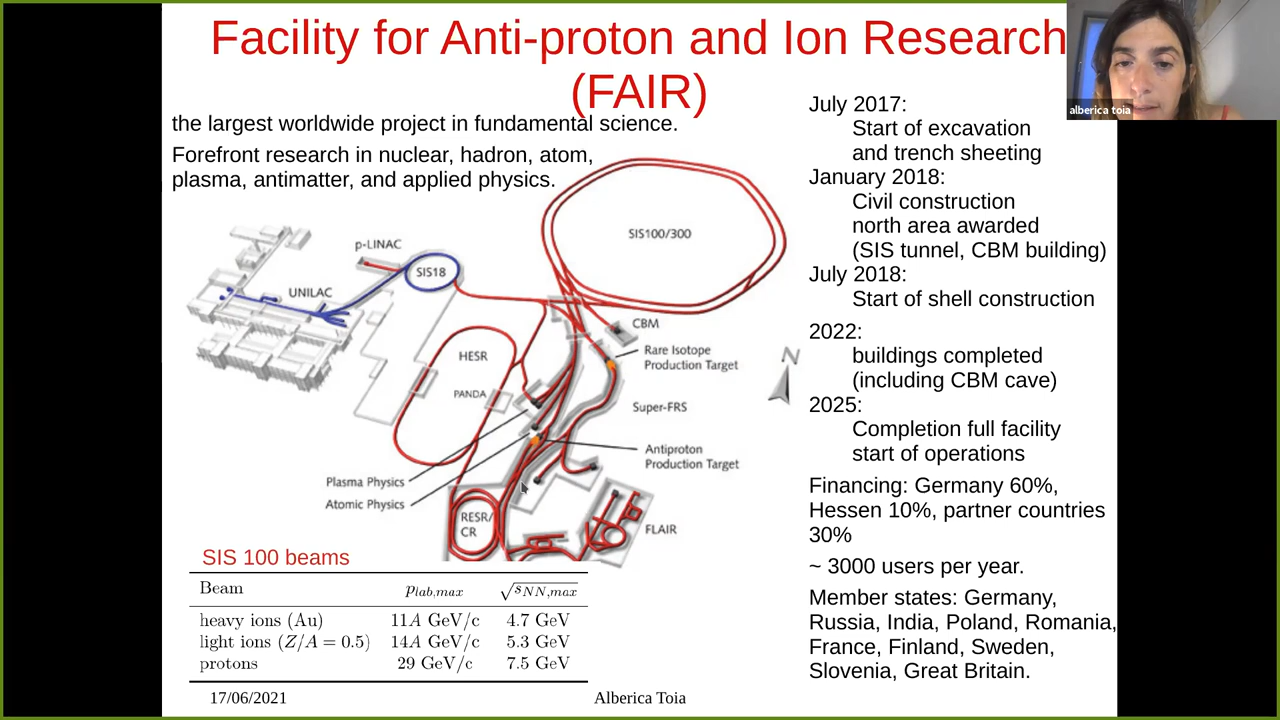 Facility for Anti-proton and Ion Research
(FAIR)
alberica toia
the largest worldwide project in fundamental science.
Forefront research in nuclear, hadron, atom,
plasma, antimatter, and applied physics.
p-LINAC
SIS18
UNILAC
SIS100/300
CBM
HESR
Rare Isotope
Production Target
PANDA
Super-FRS
Antiproton
Production Target
Plasma Physics
Atomic Physics
RESR/
CR
FLAIR
N
July 2017:
Start of excavation
and trench sheeting
January 2018:
Civil construction
north area awarded
(SIS tunnel, CBM building)
July 2018:
Start of shell construction
2022:
buildings completed
(including CBM cave)
2025:
Completion full facility
start of operations
Financing: Germany 60%,
Hessen 10%, partner countries
30%
~ 3000 users per year.
Member states: Germany,
Russia, India, Poland, Romania,
France, Finland, Sweden,
Slovenia, Great Britain.
SIS 100 beams
Beam p_{lab,max} √s_{NN,max}
heavy ions (Au) 11A GeV/c 4.7 GeV
light ions (Z/A = 0.5) 14A GeV/c 5.3 GeV
protons 29 GeV/c 7.5 GeV
17/06/2021 Alberica Toia